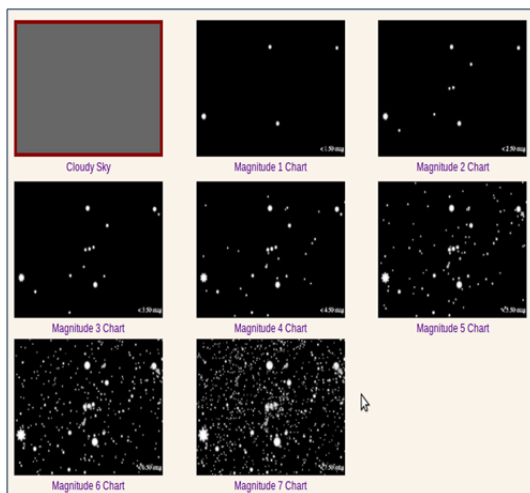 Cloudy Sky
Magnitude 1 Chart
Magnitude 2 Chart
Magnitude 3 Chart
Magnitude 4 Chart
Magnitude 5 Chart
Magnitude 6 Chart
Magnitude 7 Chart